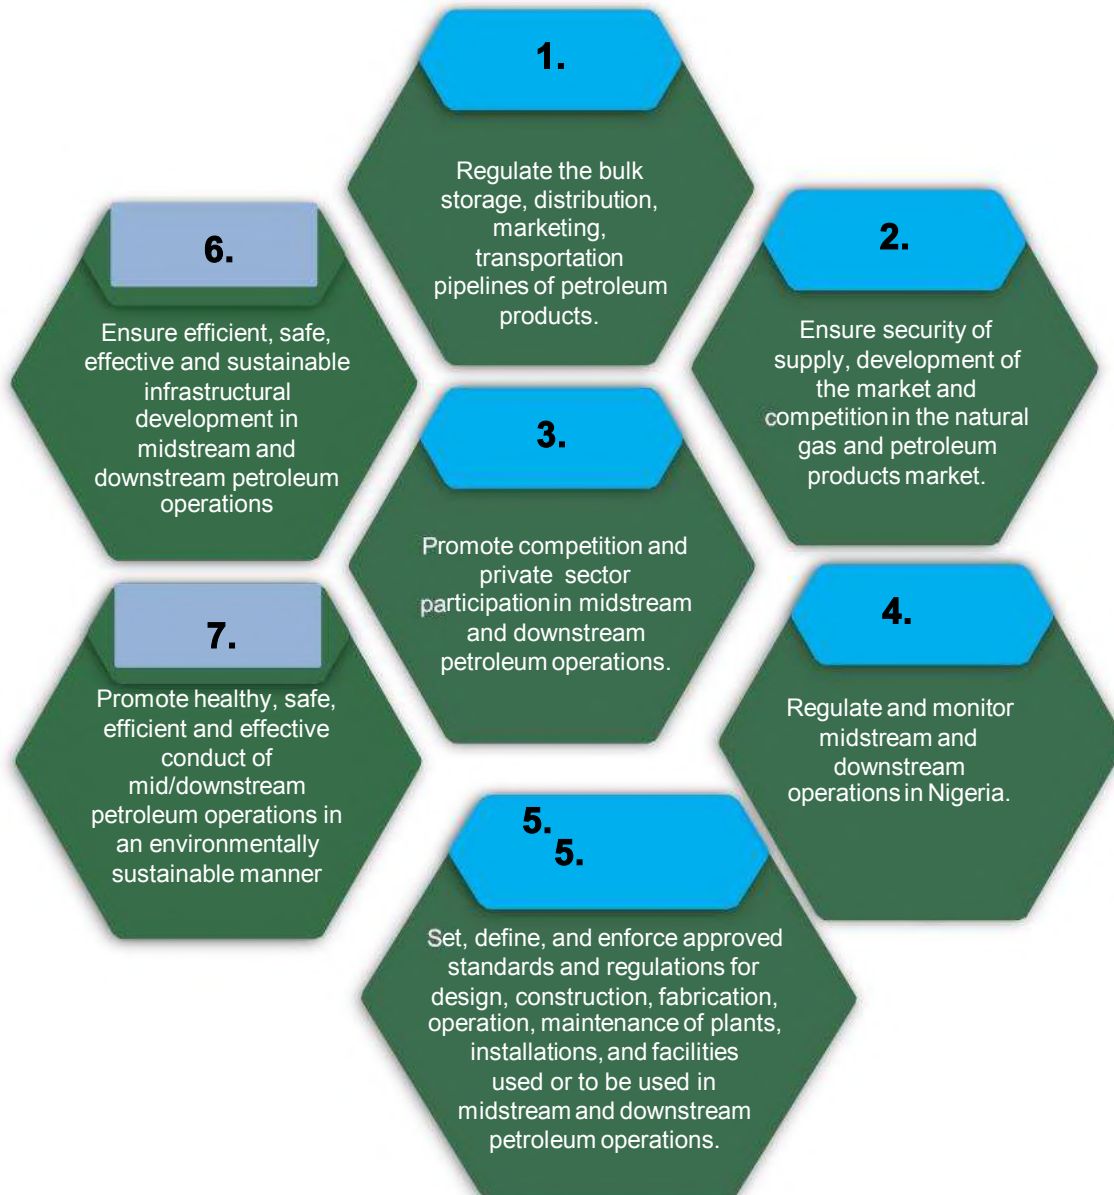 1.
Regulate the bulk
storage, distribution,
marketing,
transportation
pipelines of petroleum
products.
2.
Ensure security of
supply, development of
the market and
competition in the natural
gas and petroleum
products market.
3.
Promote competition and
private sector
participation in midstream
and downstream
petroleum operations.
4.
Regulate and monitor
midstream and
downstream
operations in Nigeria.
5.
5.
Set, define, and enforce approved
standards and regulations for
design, construction, fabrication,
operation, maintenance of plants,
installations, and facilities
used or to be used in
midstream and downstream
petroleum operations.
6.
Ensure efficient, safe,
effective and sustainable
infrastructural
development in
midstream and
downstream petroleum
operations
7.
Promote healthy, safe,
efficient and effective
conduct of
mid/downstream
petroleum operations in
an environmentally
sustainable manner